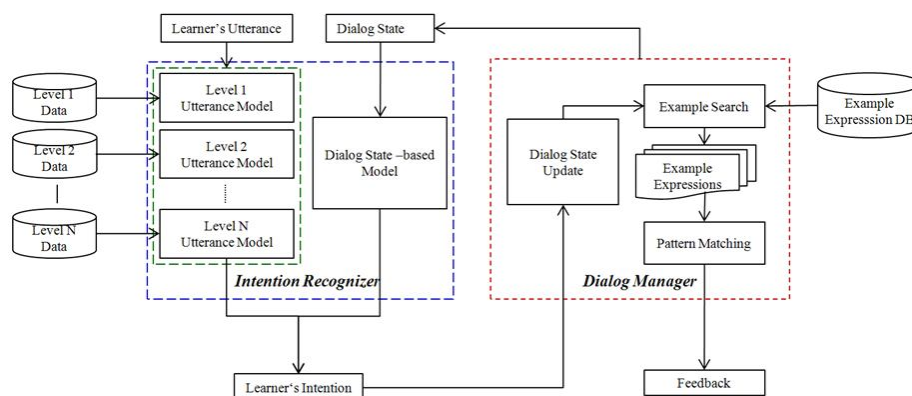 Learner's Utterance
Dialog State
Level 1
Data
Level 2
Data
Level N
Data
Level 1
Utterance Model
Level 2
Utterance Model
Level N
Utterance Model
Dialog State –based
Model
Intention Recognizer
Learner's Intention
Dialog State
Update
Example Search
Example
Expressions
Pattern Matching
Dialog Manager
Feedback
Example
Expresssion DB